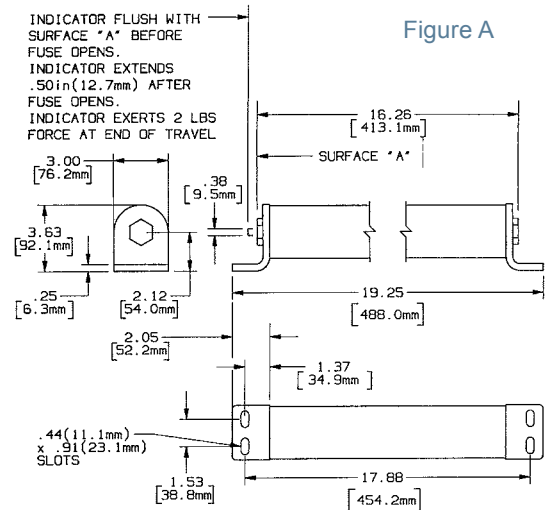 Figure A
INDICATOR FLUSH WITH
SURFACE "A" BEFORE
FUSE OPENS.
INDICATOR EXTENDS
.50in(12.7mm) AFTER
FUSE OPENS.
INDICATOR EXERTS 2 LBS
FORCE AT END OF TRAVEL
16.26
[413.1mm]
SURFACE "A"
3.00
[76.2mm]
.38
[9.5mm]
3.63
[92.1mm]
.25
[6.3mm]
2.12
[54.0mm]
19.25
[488.0mm]
2.05
[52.2mm]
1.37
[34.9mm]
.44(11.1mm)
x .91(23.1mm)
SLOTS
1.53
[38.8mm]
17.88
[454.2mm]